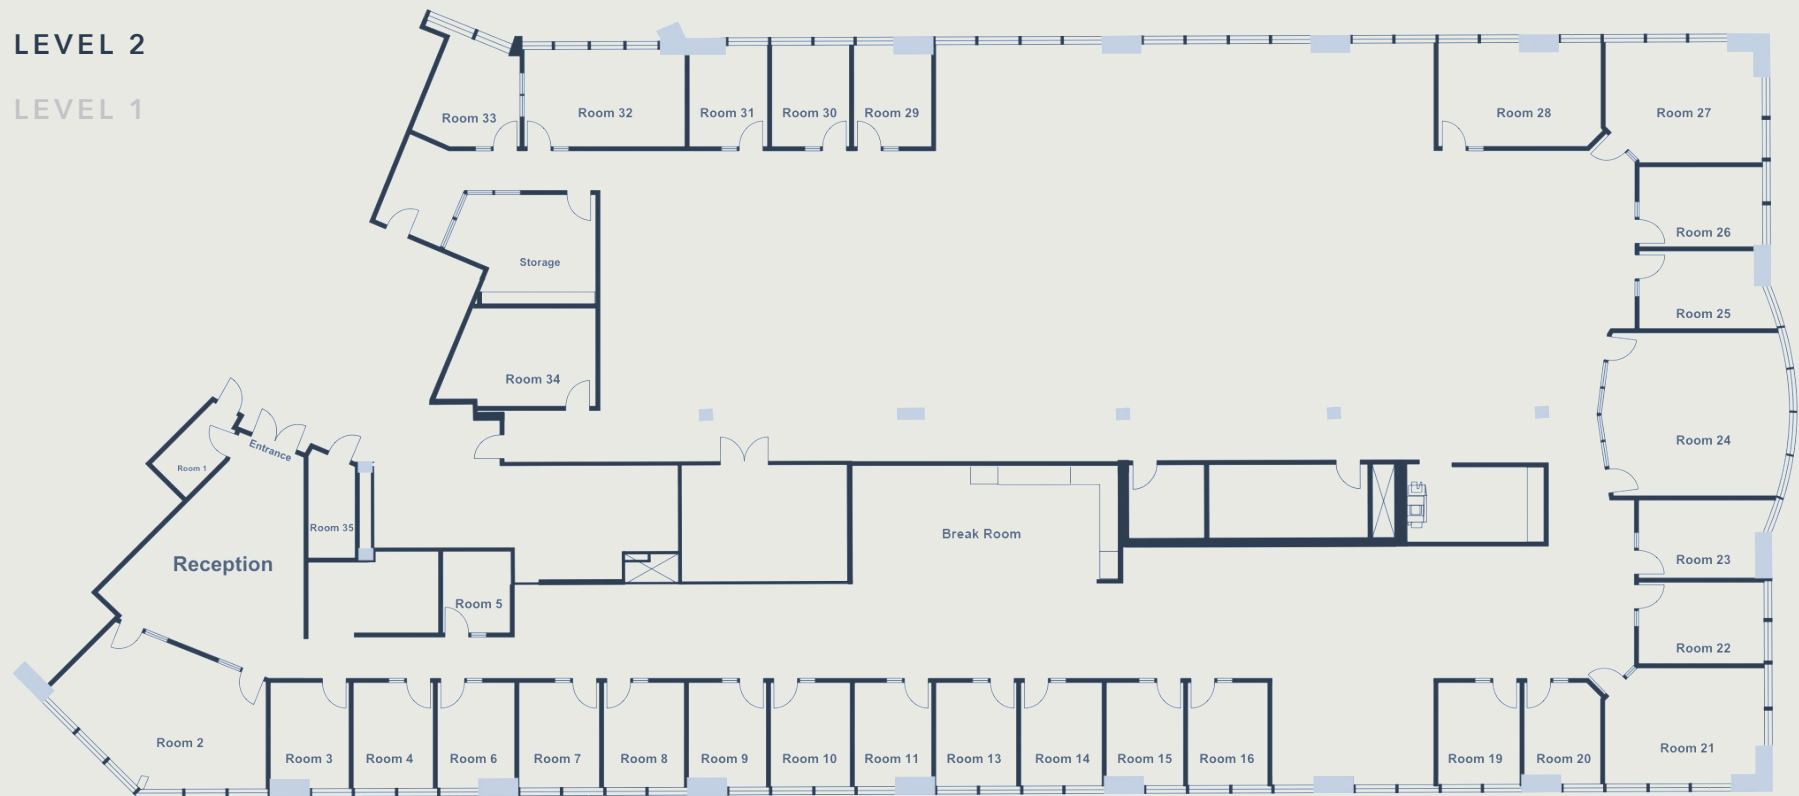 LEVEL 2
LEVEL 1
Room 33
Room 32
Room 31
Room 30
Room 29
Room 28
Room 27
Room 26
Storage
Room 25
Room 34
Room 24
Entrance
Room 1
Room 35
Break Room
Reception
Room 23
Room 5
Room 22
Room 2
Room 3
Room 4
Room 6
Room 7
Room 8
Room 9
Room 10
Room 11
Room 13
Room 14
Room 15
Room 16
Room 19
Room 20
Room 21